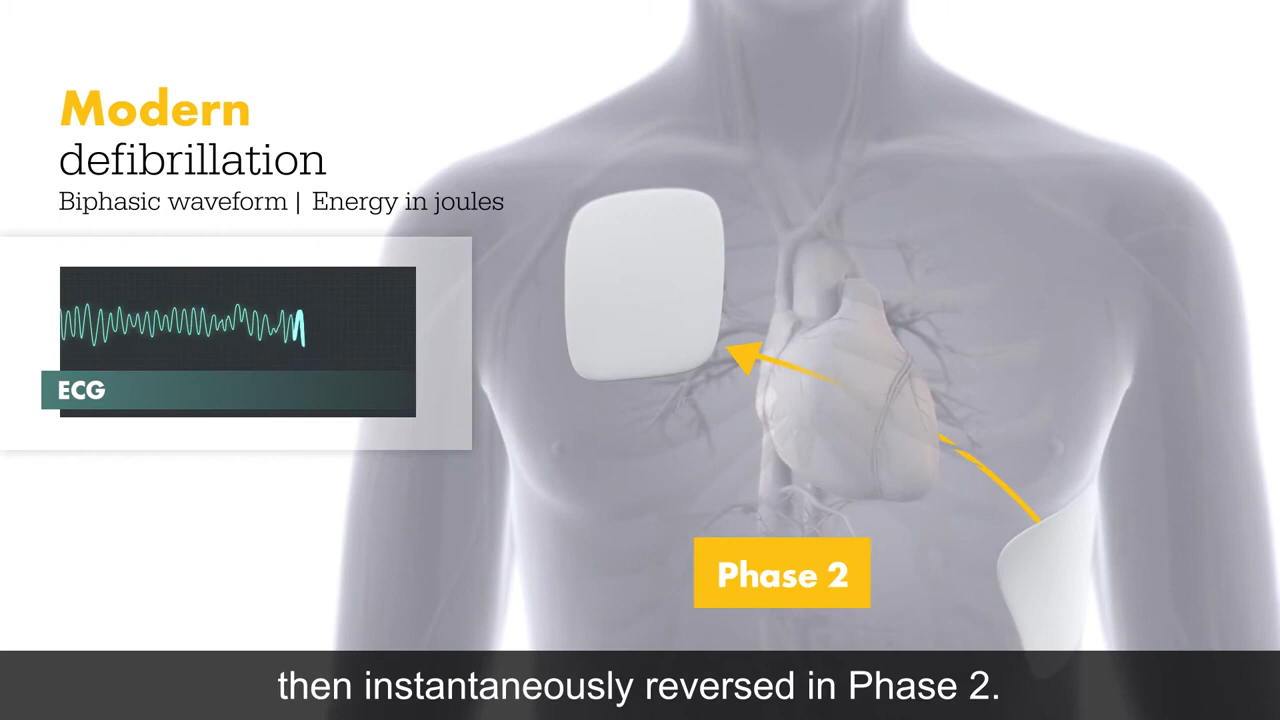 Modern
defibrillation
Biphasic waveform | Energy in joules
ECG
Phase 2
then instantaneously reversed in Phase 2.